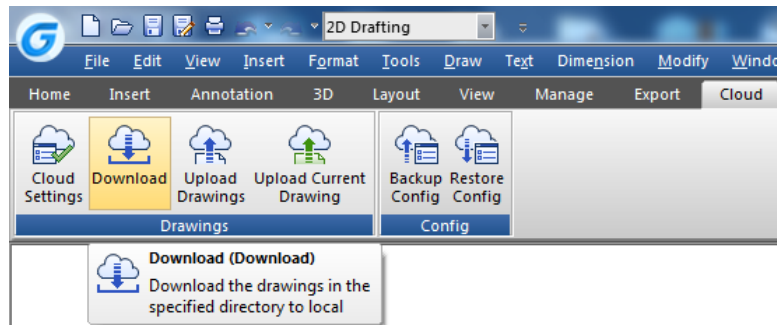 G
2D Drafting
File Edit View Insert Format Tools Draw Text Dimension Modify
Home Insert Annotation 3D Layout View Manage Export Cloud
Cloud Settings
Download
Upload Drawings
Upload Current Drawing
Backup Config
Restore Config
Drawings
Config
Download (Download)
Download the drawings in the
specified directory to local